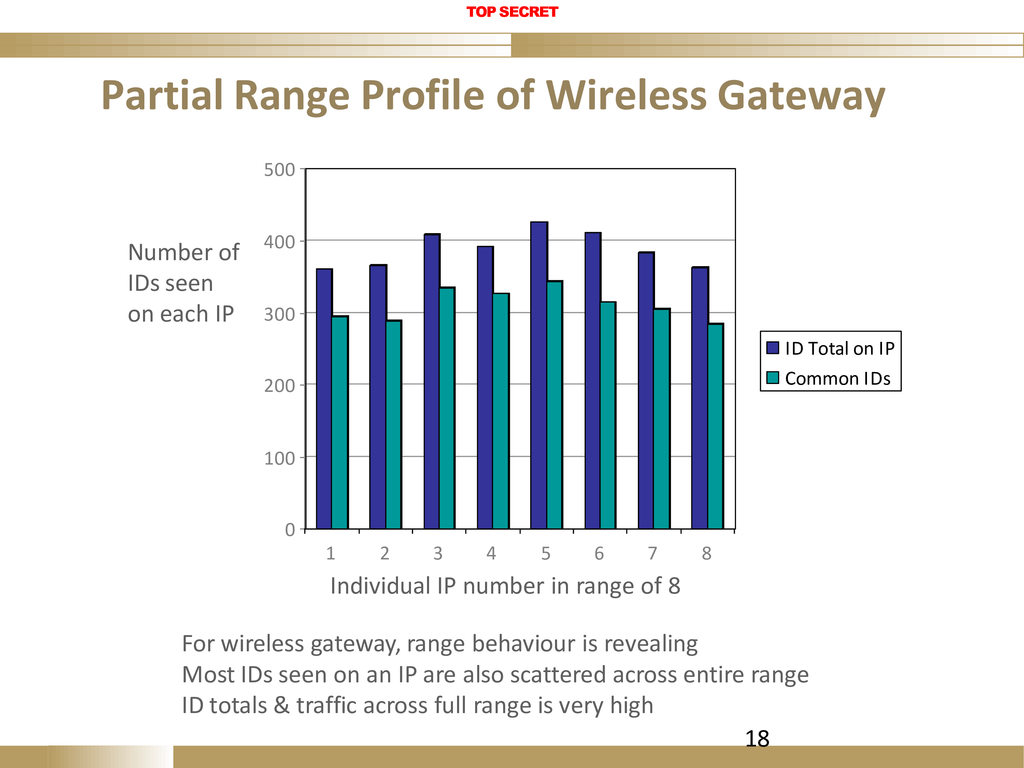 TOP SECRET
Partial Range Profile of Wireless Gateway
Number of
IDs seen
on each IP
500
400
300
200
100
0
1 2 3 4 5 6 7 8
Individual IP number in range of 8
ID Total on IP
Common IDs
For wireless gateway, range behaviour is revealing
Most IDs seen on an IP are also scattered across entire range
ID totals & traffic across full range is very high
18